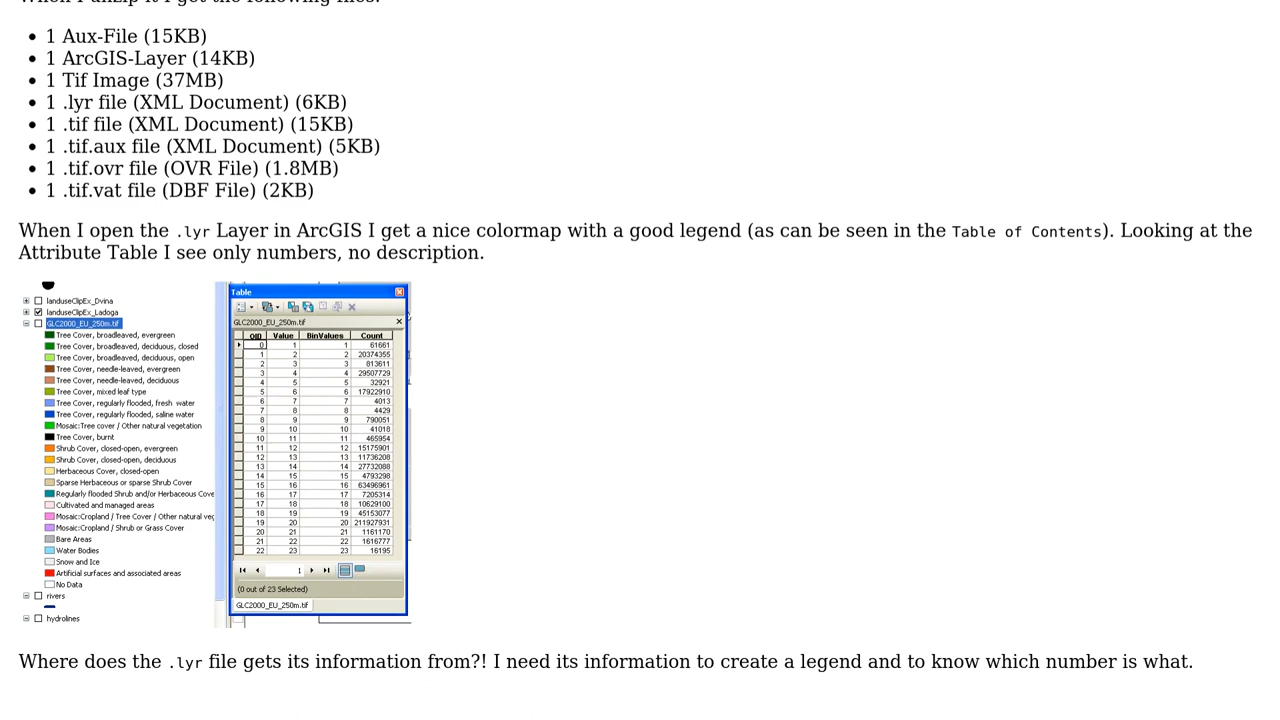 When I unzip it I get the following files:
• 1 Aux-File (15KB)
• 1 ArcGIS-Layer (14KB)
• 1 Tif Image (37MB)
• 1 .lyr file (XML Document) (6KB)
• 1 .tif file (XML Document) (15KB)
• 1 .tif.aux file (XML Document) (5KB)
• 1 .tif.ovr file (OVR File) (1.8MB)
• 1 .tif.vat file (DBF File) (2KB)
When I open the .lyr Layer in ArcGIS I get a nice colormap with a good legend (as can be seen in the Table of Contents). Looking at the
Attribute Table I see only numbers, no description.
landuseClipEx_Dvina
landuseClipEx_Ladoga
GLC2000_EU_250m.tif
Tree Cover, broadleaved, evergreen
Tree Cover, broadleaved, deciduous, closed
Tree Cover, broadleaved, deciduous, open
Tree Cover, needle-leaved, evergreen
Tree Cover, needle-leaved, deciduous
Tree Cover, mixed leaf type
Tree Cover, regularly flooded, fresh water
Tree Cover, regularly flooded, saline water
Mosaic:Tree cover / Other natural vegetation
Tree Cover, burnt
Shrub Cover, closed-open, evergreen
Shrub Cover, closed-open, deciduous
Herbaceous Cover, closed-open
Sparse Herbaceous or sparse Shrub Cover
Regularly flooded Shrub and/or Herbaceous Cove
Cultivated and managed areas
Mosaic:Cropland / Tree Cover / Other natural veg
Mosaic:Cropland / Shrub or Grass Cover
Bare Areas
Water Bodies
Snow and Ice
Artificial surfaces and associated areas
No Data
rivers
hydrolines
Table
GLC2000_EU_250m.tif
OID Value BinValues Count
0 1 1 61661
1 2 2 20374355
2 3 3 813611
3 4 4 29507729
4 5 5 32921
5 6 6 17922910
6 7 7 4013
7 8 8 4429
8 9 9 790051
9 10 10 41018
10 11 11 465954
11 12 12 15175901
12 13 13 11736208
13 14 14 27732088
14 15 15 4793298
15 16 16 63496961
16 17 17 7205314
17 18 18 10629100
18 19 19 45153077
19 20 20 211927931
20 21 21 1161170
21 22 22 1616777
22 23 23 16195
1
(0 out of 23 Selected)
GLC2000_EU_250m.tif
Where does the .lyr file gets its information from?! I need its information to create a legend and to know which number is what.